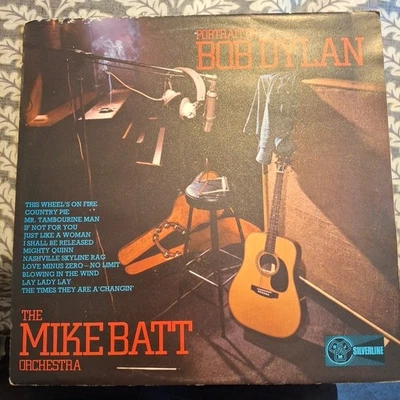 PORTRAIT OF
BOB DYLAN
THIS WHEEL'S ON FIRE
COUNTRY PIE
MR. TAMBOURINE MAN
IF NOT FOR YOU
JUST LIKE A WOMAN
I SHALL BE RELEASED
MIGHTY QUINN
NASHVILLE SKYLINE RAG
LOVE MINUS ZERO – NO LIMIT
BLOWING IN THE WIND
LAY LADY LAY
THE TIMES THEY ARE A'CHANGIN'
THE
MIKE BATT
ORCHESTRA
SILVERLINE